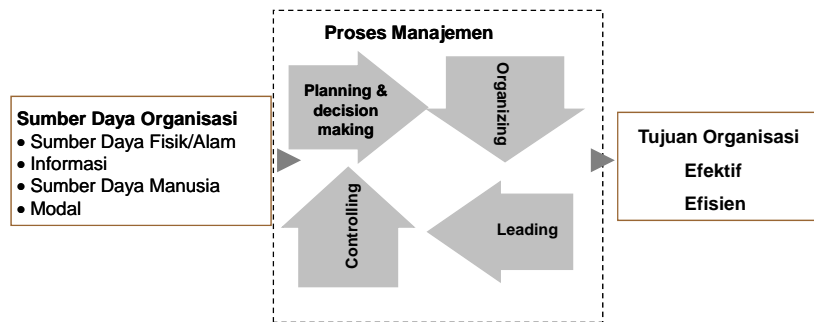 Proses Manajemen
Planning &
decision
making
Organizing
Sumber Daya Organisasi
• Sumber Daya Fisik/Alam
• Informasi
• Sumber Daya Manusia
• Modal
Controlling
Leading
Tujuan Organisasi
Efektif
Efisien